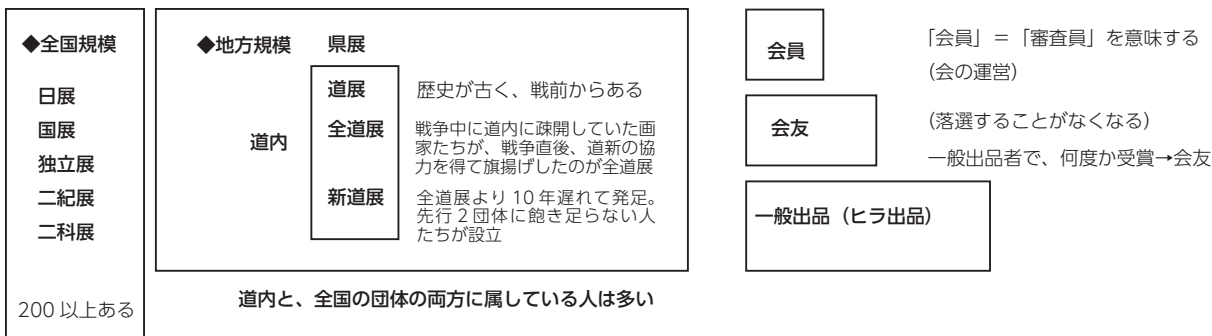 ◆全国規模
日展
国展
独立展
二紀展
二科展
200 以上ある
◆地方規模
県展
道内
道展
歴史が古く、戦前からある
全道展
戦争中に道内に疎開していた画
家たちが、戦争直後、道新の協
力を得て旗揚げしたのが全道展
新道展
全道展より 10 年遅れて発足。
先行 2 団体に飽き足らない人
たちが設立
道内と、全国の団体の両方に属している人は多い
会員
「会員」=「審査員」を意味する
(会の運営)
会友
(落選することがなくなる)
一般出品者で、何度か受賞→会友
一般出品(ヒラ出品)